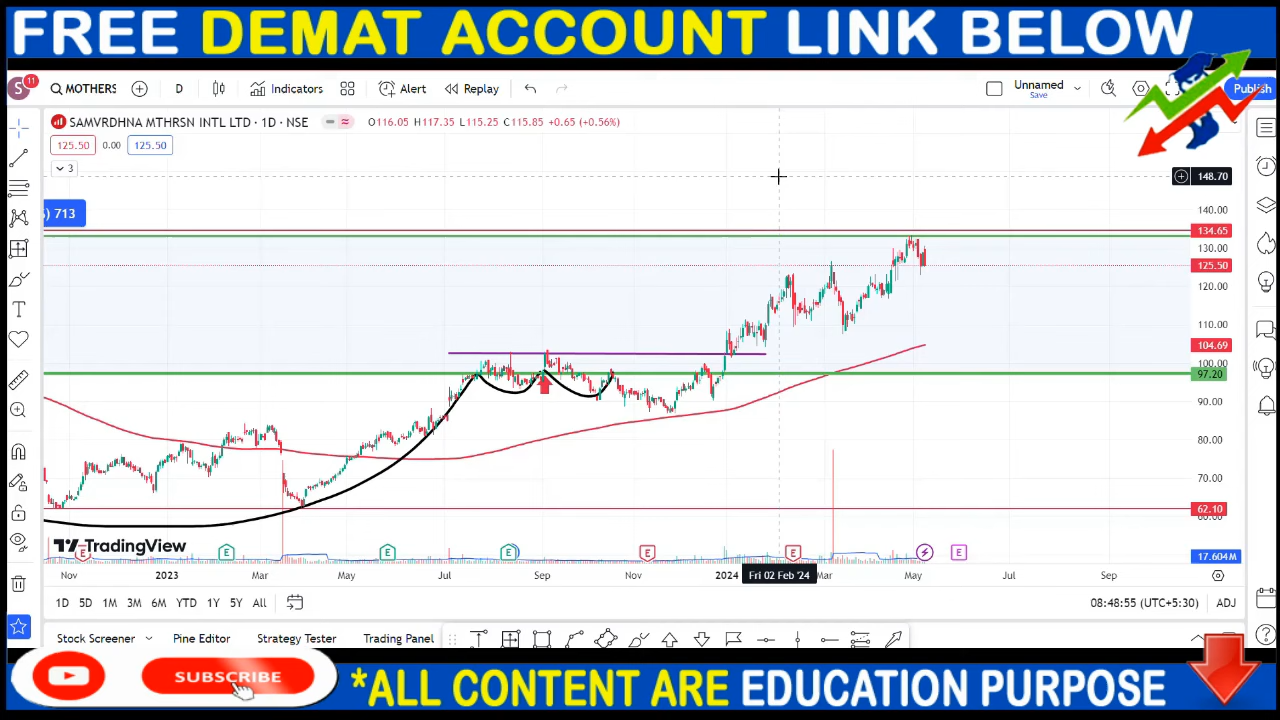 FREE DEMAT ACCOUNT LINK BELOW
S 11 MOTHERS D Indicators Alert Replay Unnamed Save Publish
SAMVRDHNA MTHRSN INTL LTD · 1D · NSE O116.05 H117.35 L115.25 C115.85 +0.65 (+0.56%)
125.50 0.00 125.50
3
148.70
) 713
140.00
134.65
130.00
125.50
120.00
110.00
104.69
100.00
97.20
90.00
80.00
70.00
62.10
TradingView
E E E E E E E
17.604M
Nov 2023 Mar May Jul Sep Nov 2024 Fri 02 Feb '24 Mar May Jul Sep
1D 5D 1M 3M 6M YTD 1Y 5Y All 08:48:55 (UTC+5:30) ADJ
Stock Screener Pine Editor Strategy Tester Trading Panel
SUBSCRIBE
*ALL CONTENT ARE EDUCATION PURPOSE